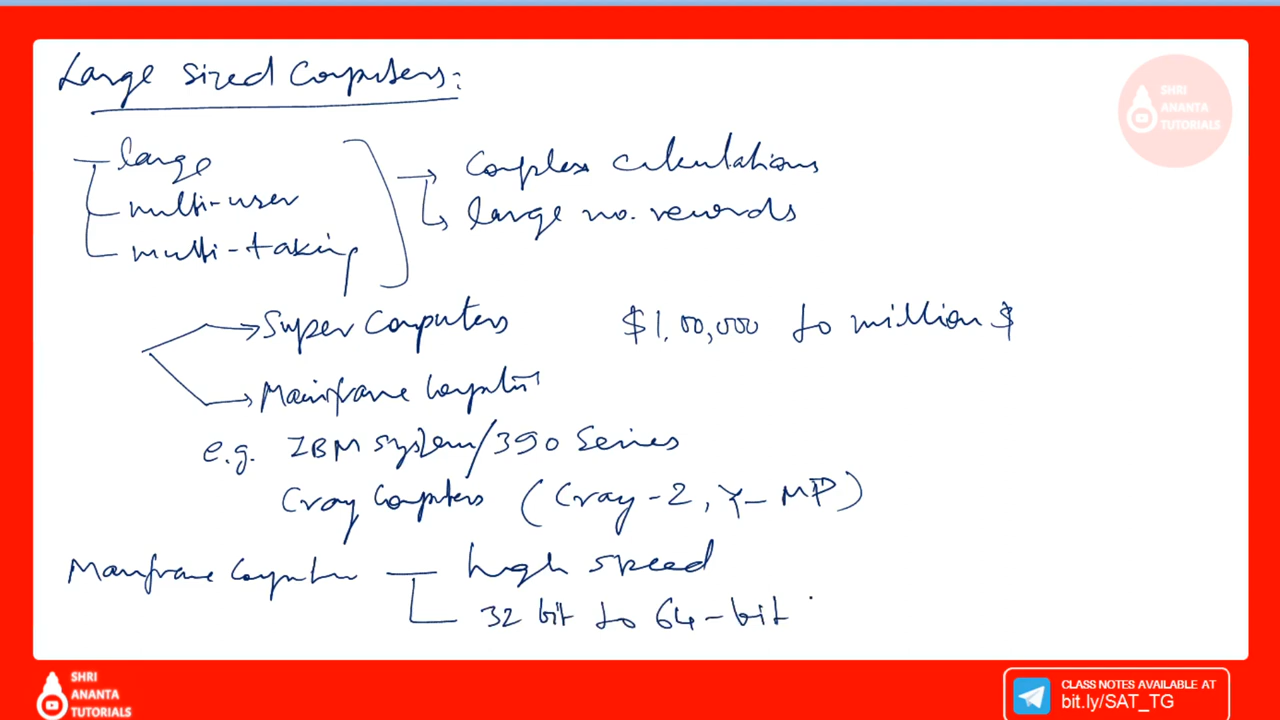 Large Sized Computers:
SHRI
ANANTA
TUTORIALS
large
multi-user
multi-taking
Complex calculations
large no. records
Super Computers $1,00,000 to million $
Mainframe Computers
e.g. IBM system/390 Series
Cray Computers (Cray-2, Y-MP)
Mainframe Computer high speed
32 bit to 64-bit
SHRI
ANANTA
TUTORIALS
CLASS NOTES AVAILABLE AT
bit.ly/SAT_TG